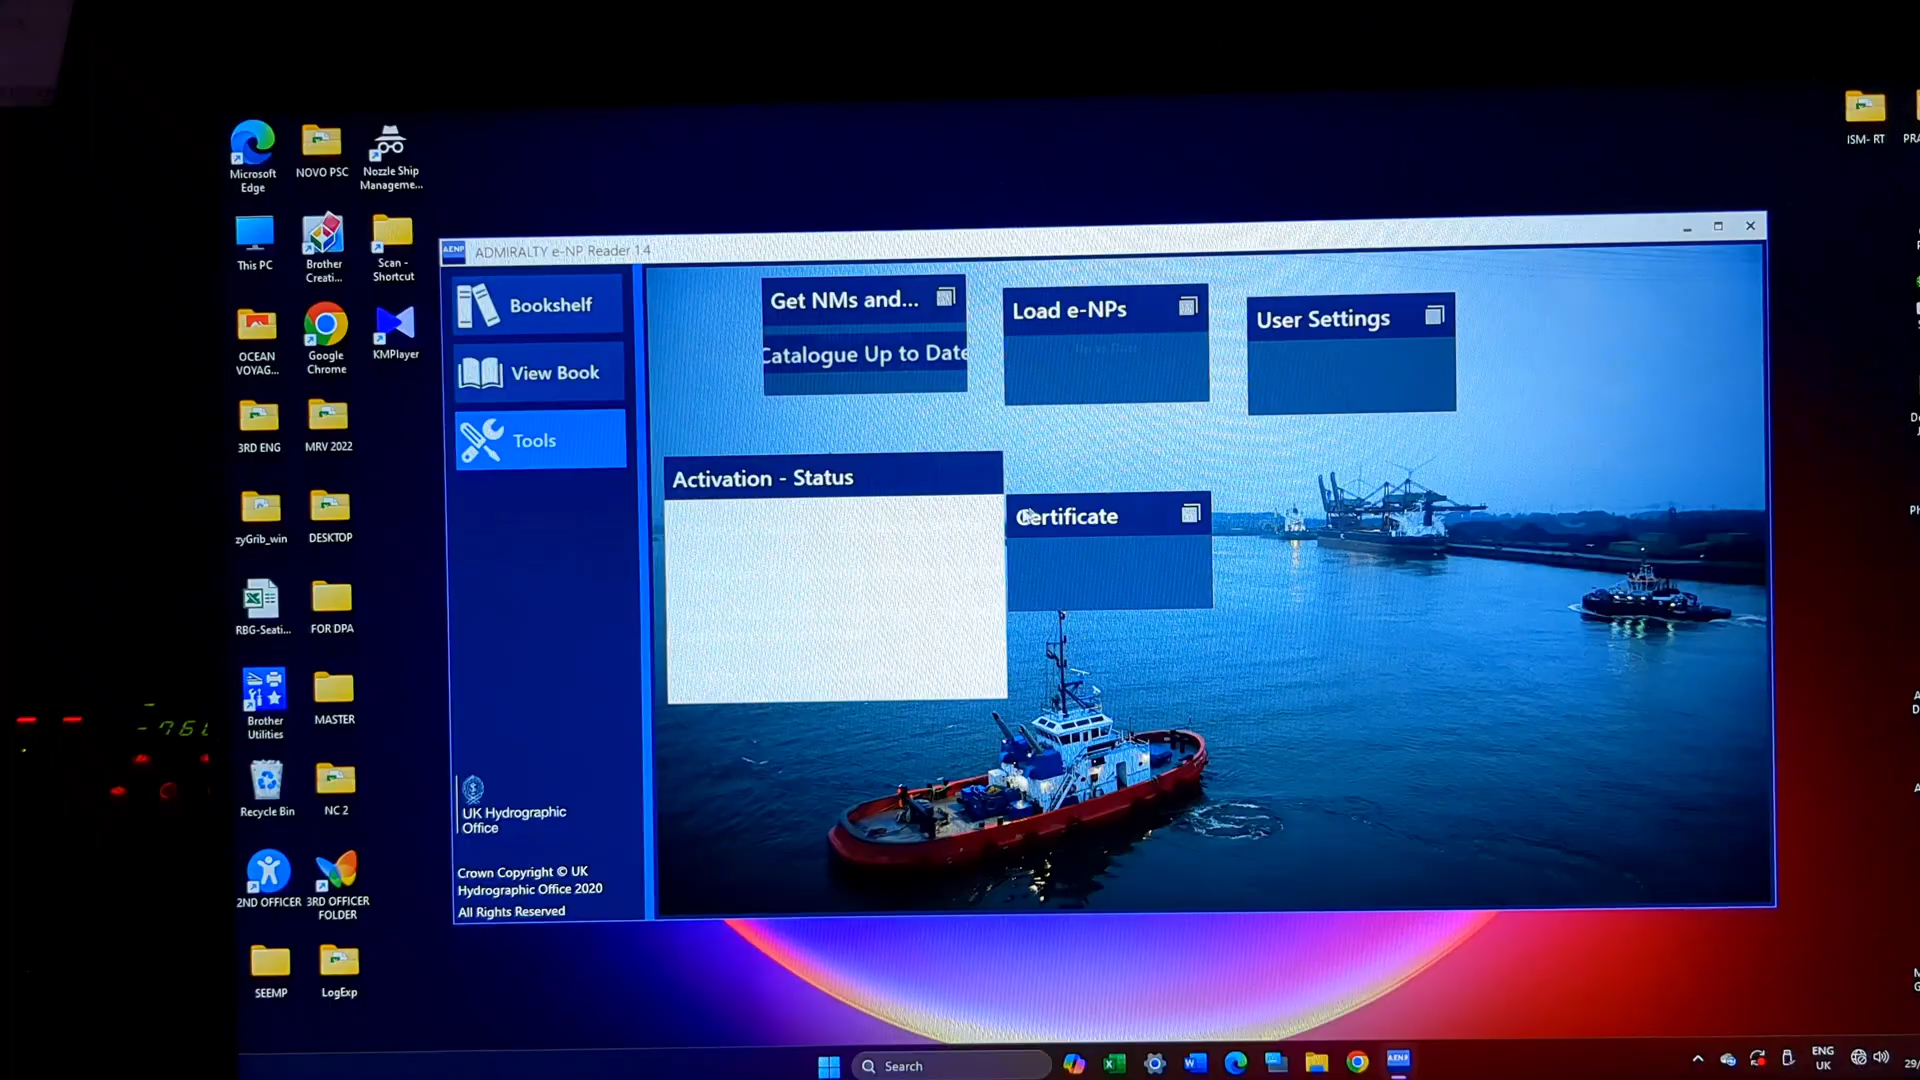 Microsoft
Edge
NOVO PSC
Nozzle Ship
Manageme...
This PC
Brother
Creati...
Scan -
Shortcut
OCEAN
VOYAG...
Google
Chrome
KMPlayer
3RD ENG
MRV 2022
zyGrib_win
DESKTOP
RBG-Seati...
FOR DPA
Brother
Utilities
MASTER
Recycle Bin
NC 2
2ND OFFICER
3RD OFFICER
FOLDER
SEEMP
LogExp
ISM- RT
AENP
ADMIRALTY e-NP Reader 1.4
Bookshelf
View Book
Tools
Get NMs and...
Catalogue Up to Date
Load e-NPs
User Settings
Activation - Status
Certificate
UK Hydrographic
Office
Crown Copyright © UK
Hydrographic Office 2020
All Rights Reserved
Search
AENP
ENG
UK
29/